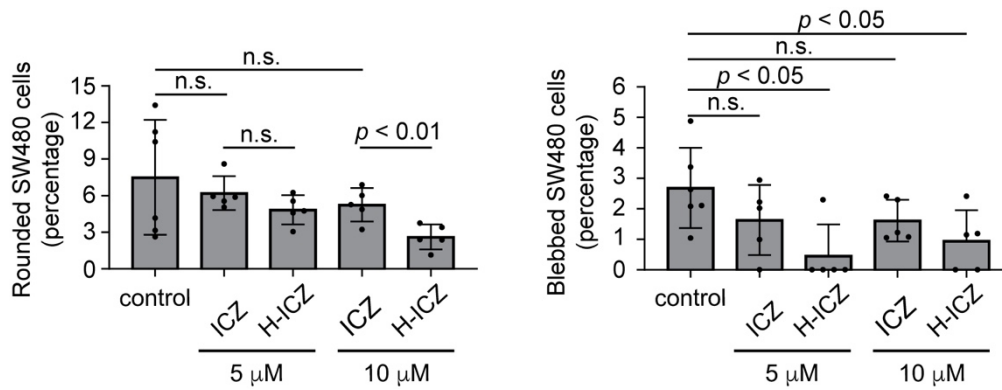 n.s.
n.s.
n.s.
p < 0.01
15
12
9
6
3
0
Rounded SW480 cells
(percentage)
control
ICZ
H-ICZ
ICZ
H-ICZ
5 μM
10 μM
p < 0.05
n.s.
p < 0.05
n.s.
6
5
4
3
2
1
0
Blebbed SW480 cells
(percentage)
control
ICZ
H-ICZ
ICZ
H-ICZ
5 μM
10 μM